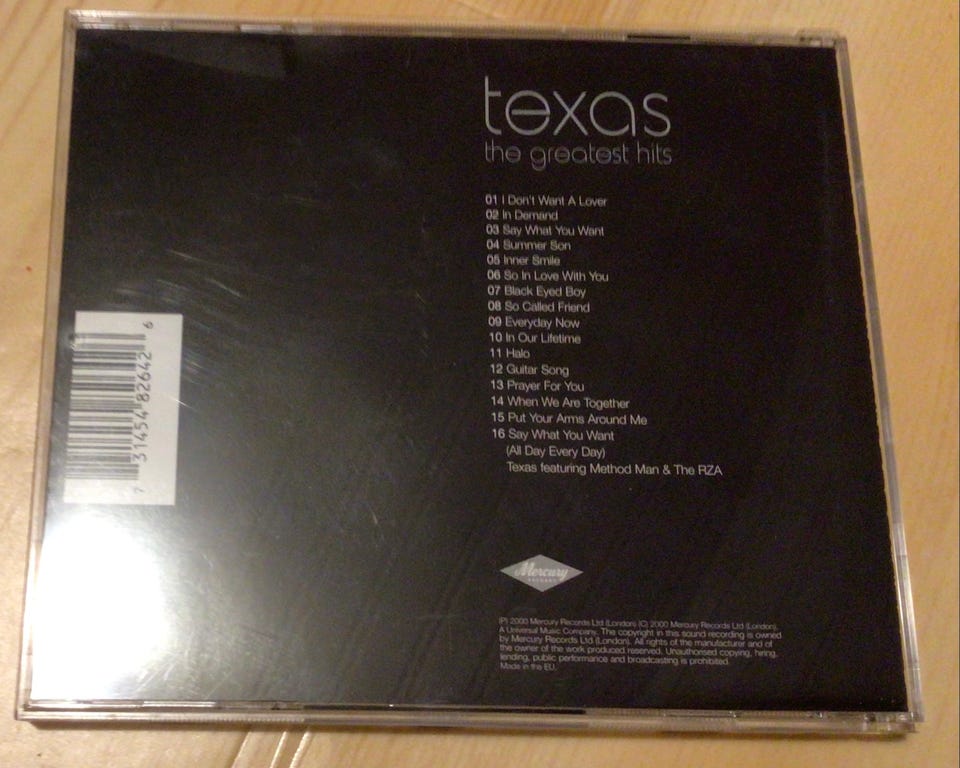 texas
the greatest hits
01 I Don't Want A Lover
02 In Demand
03 Say What You Want
04 Summer Son
05 Inner Smile
06 So In Love With You
07 Black Eyed Boy
08 So Called Friend
09 Everyday Now
10 In Our Lifetime
11 Halo
12 Guitar Song
13 Prayer For You
14 When We Are Together
15 Put Your Arms Around Me
16 Say What You Want
(All Day Every Day)
Texas featuring Method Man & The RZA
7 31454 82642 6
Mercury
RECORDS
(P) 2000 Mercury Records Ltd (London) (C) 2000 Mercury Records Ltd (London).
A Universal Music Company. The copyright in this sound recording is owned
by Mercury Records Ltd (London). All rights of the manufacturer and of
the owner of the work produced reserved. Unauthorised copying, hiring,
lending, public performance and broadcasting is prohibited.
Made in the EU.